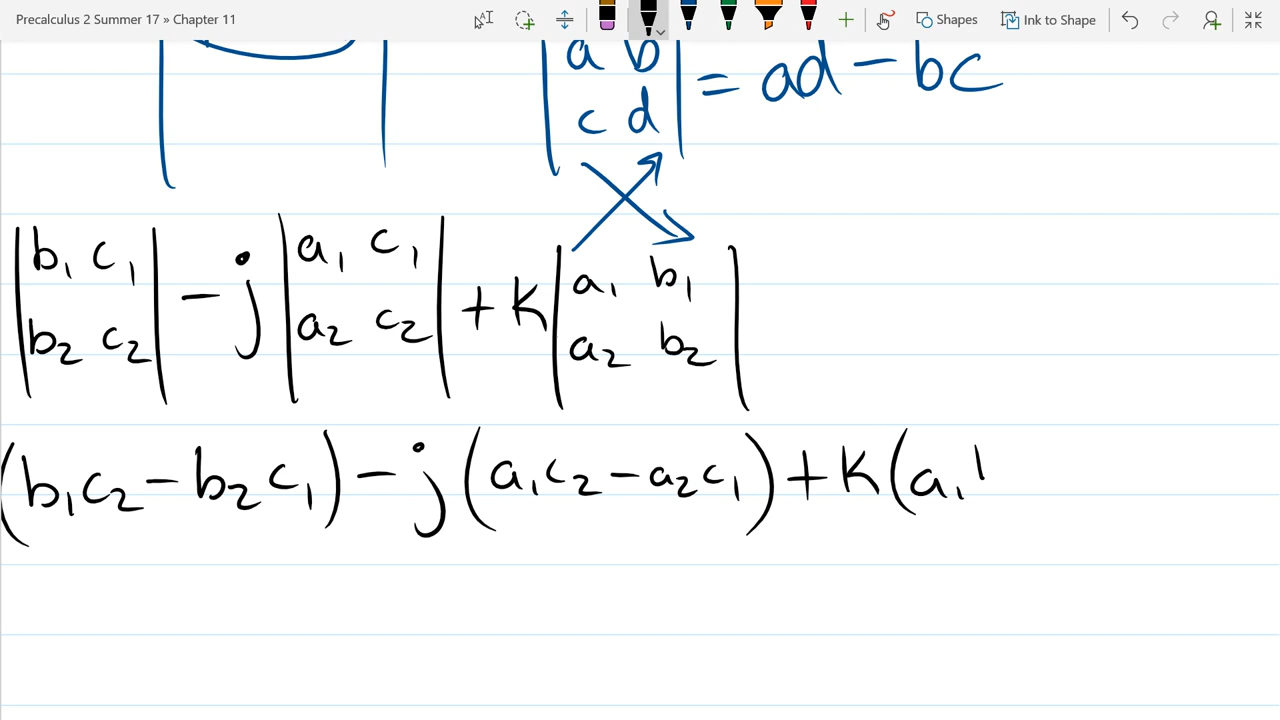 Precalculus 2 Summer 17 » Chapter 11
Shapes
Ink to Shape
| a b |
| c d | = ad − bc
| b₁ c₁ | | a₁ c₁ | | a₁ b₁ |
| b₂ c₂ | − j | a₂ c₂ | + k | a₂ b₂ |
(b₁c₂ − b₂c₁) − j(a₁c₂ − a₂c₁) + k(a₁